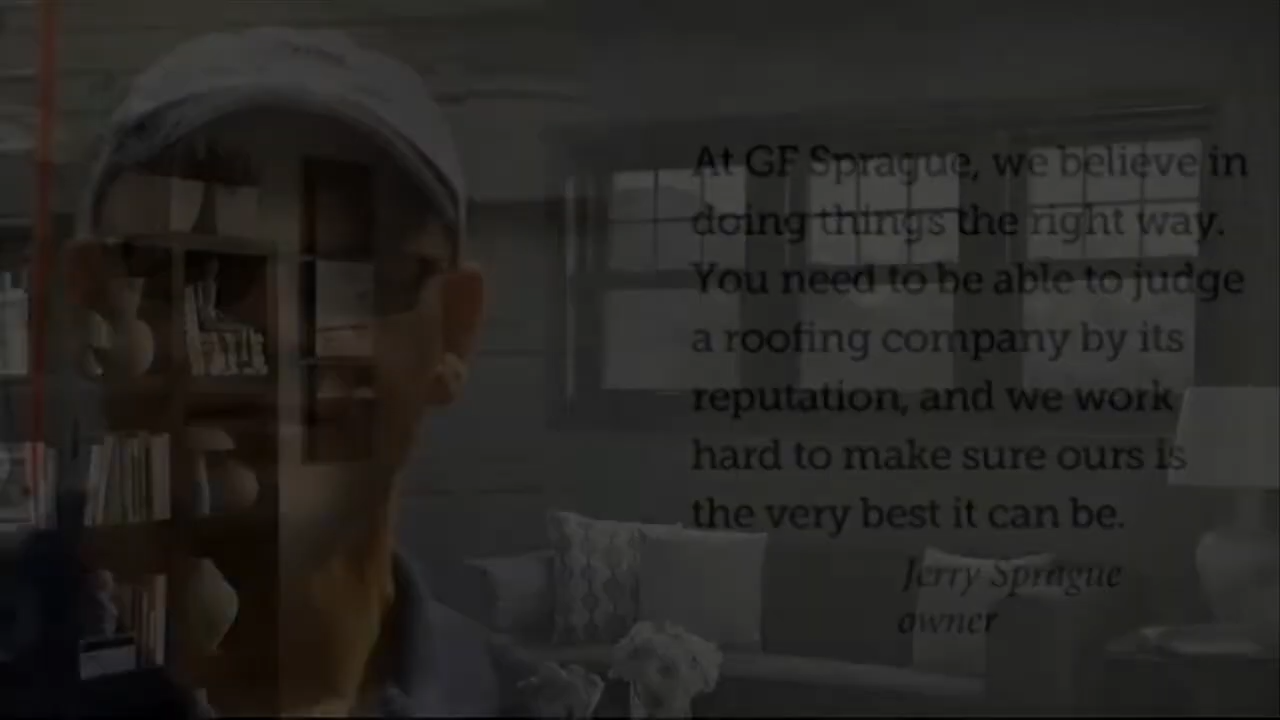 At GF Sprague, we believe in
doing things the right way.
You need to be able to judge
a roofing company by its
reputation, and we work
hard to make sure ours is
the very best it can be.
Jerry Sprague
owner